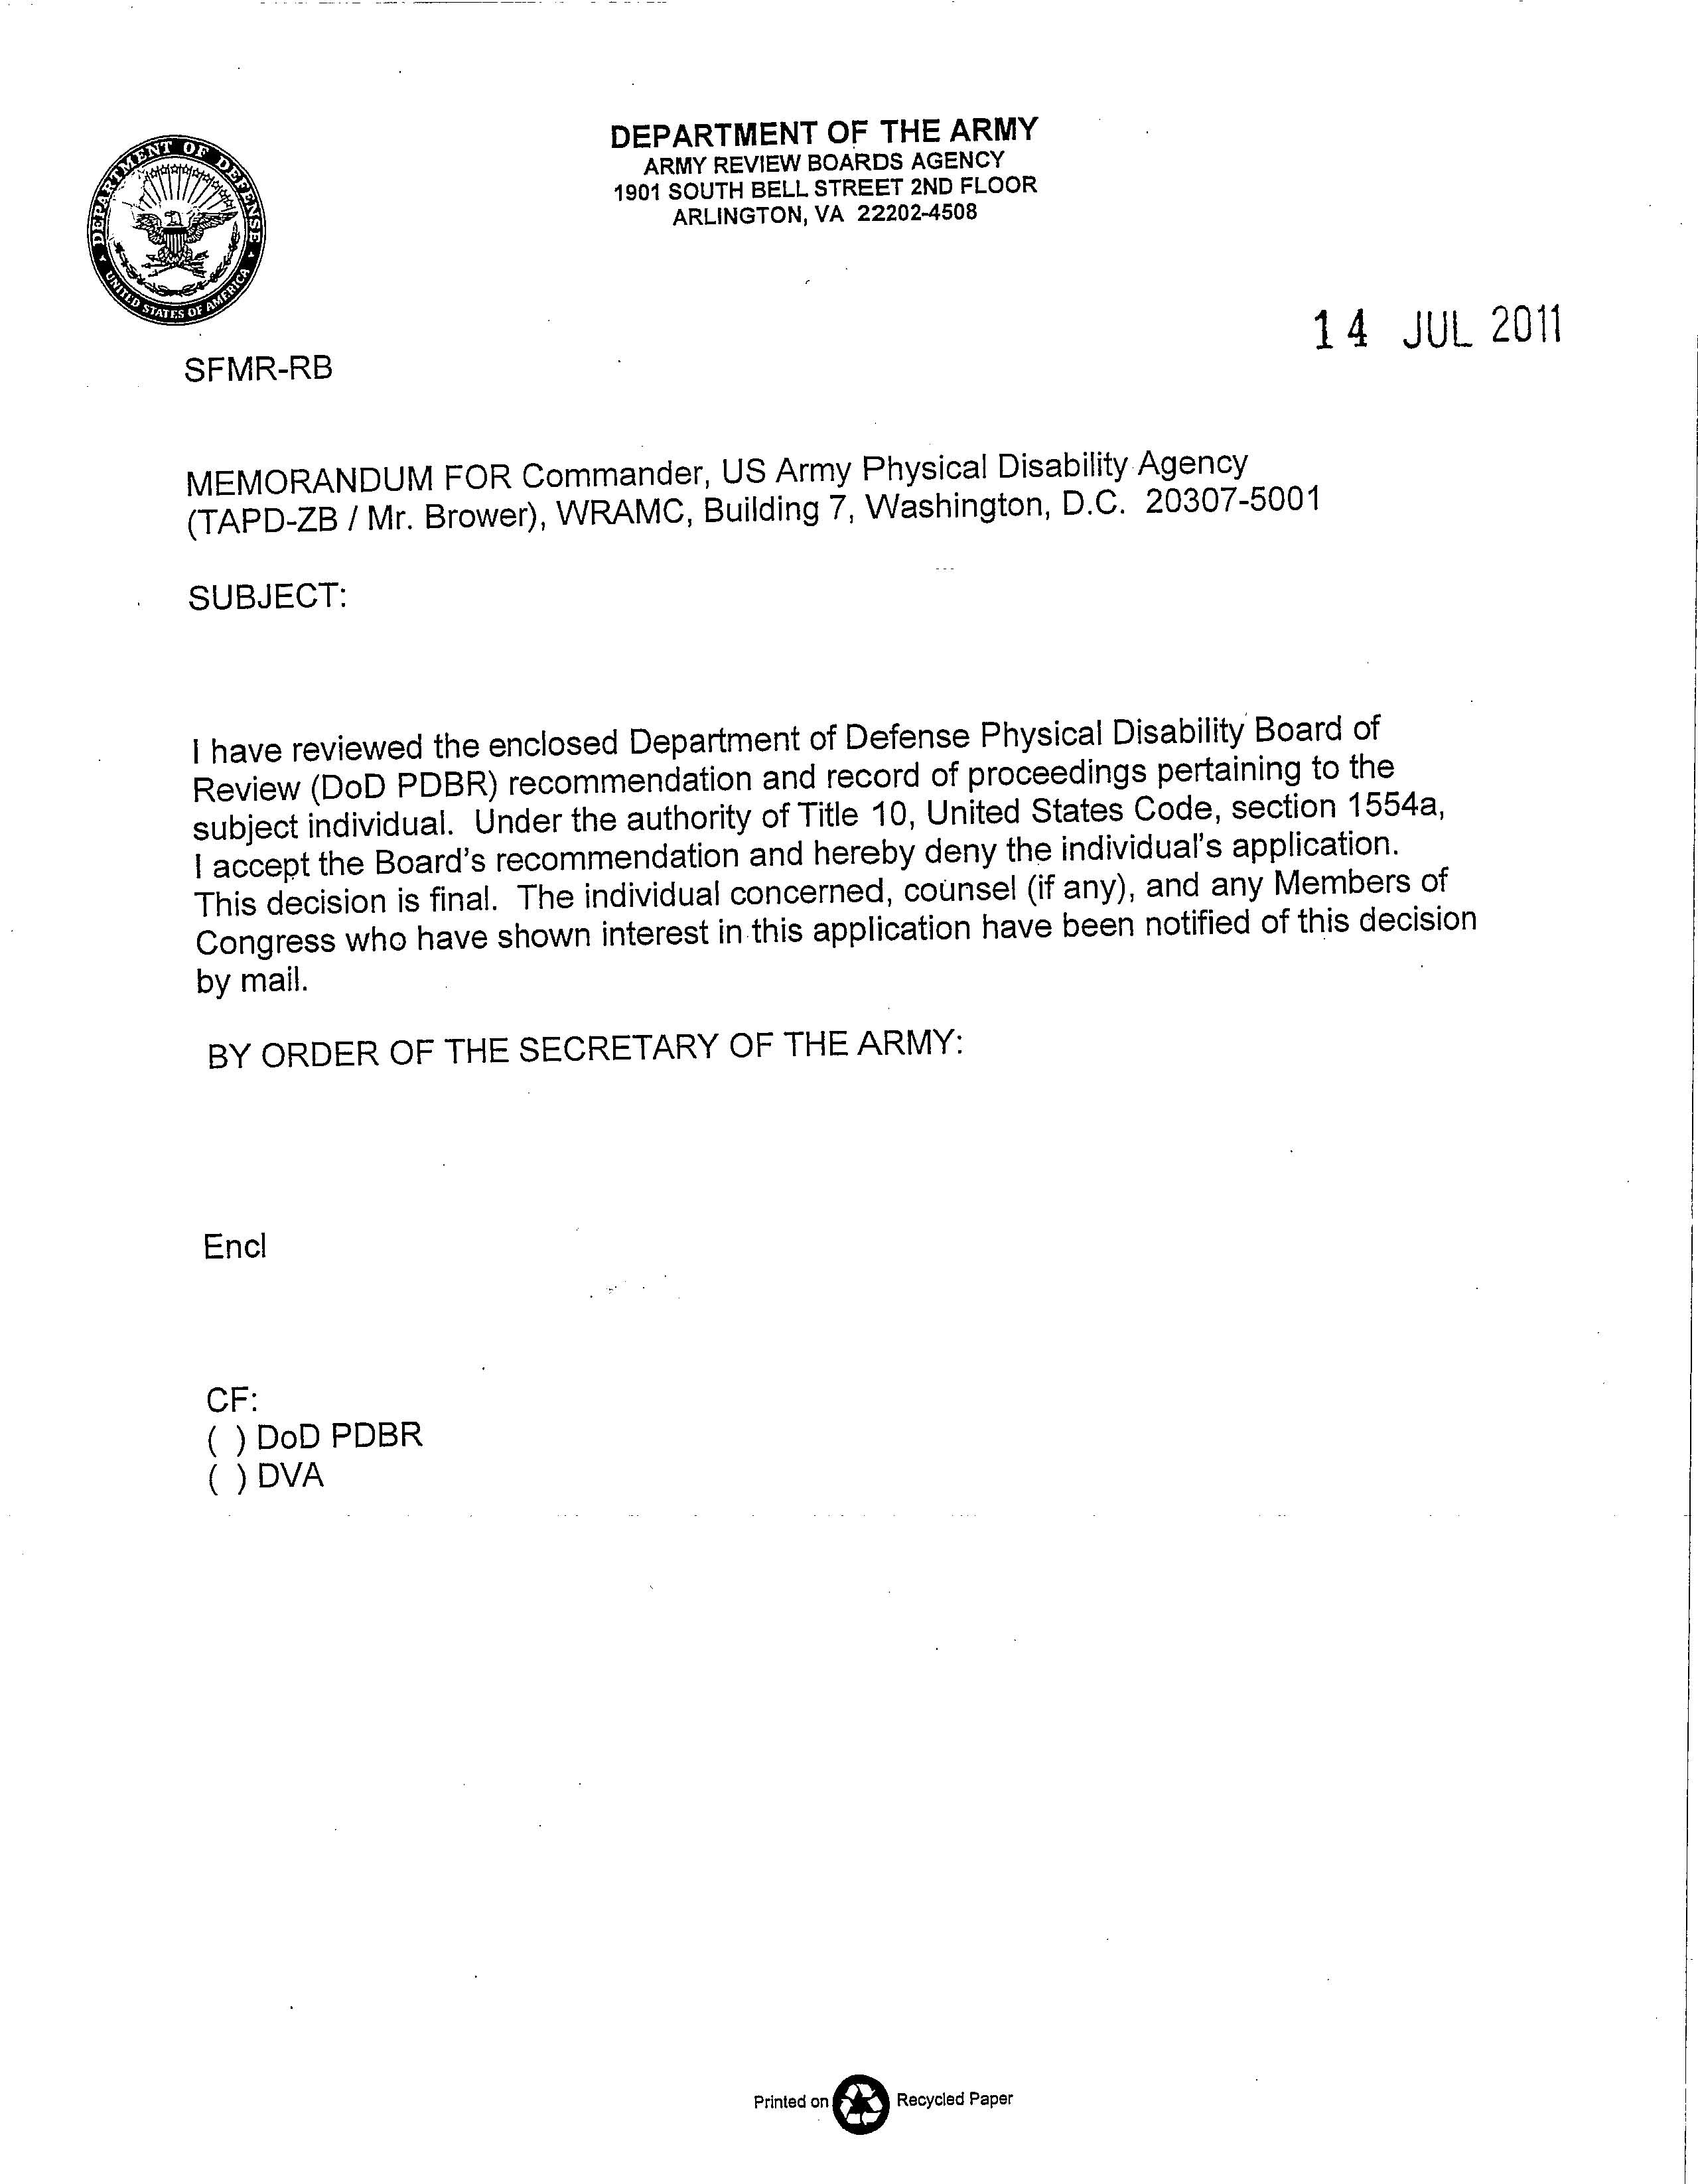 DEPARTMENT OF THE ARMY
ARMY REVIEW BOARDS AGENCY
1901 SOUTH BELL STREET 2ND FLOOR
ARLINGTON, VA 22202-4508
DEPARTMENT OF DEFENSE
UNITED STATES OF AMERICA
14 JUL 2011
SFMR-RB
MEMORANDUM FOR Commander, US Army Physical Disability Agency
(TAPD-ZB / Mr. Brower), WRAMC, Building 7, Washington, D.C. 20307-5001
SUBJECT:
I have reviewed the enclosed Department of Defense Physical Disability Board of
Review (DoD PDBR) recommendation and record of proceedings pertaining to the
subject individual. Under the authority of Title 10, United States Code, section 1554a,
I accept the Board's recommendation and hereby deny the individual's application.
This decision is final. The individual concerned, counsel (if any), and any Members of
Congress who have shown interest in this application have been notified of this decision
by mail.
BY ORDER OF THE SECRETARY OF THE ARMY:
Encl
CF:
( ) DoD PDBR
( ) DVA
Printed on Recycled Paper